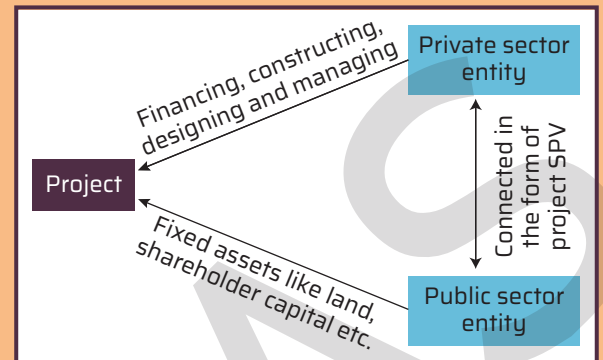 Private sector
entity
Financing, constructing,
designing and managing
Connected in
the form of
project SPV
Project
Fixed assets like land,
shareholder capital etc.
Public sector
entity